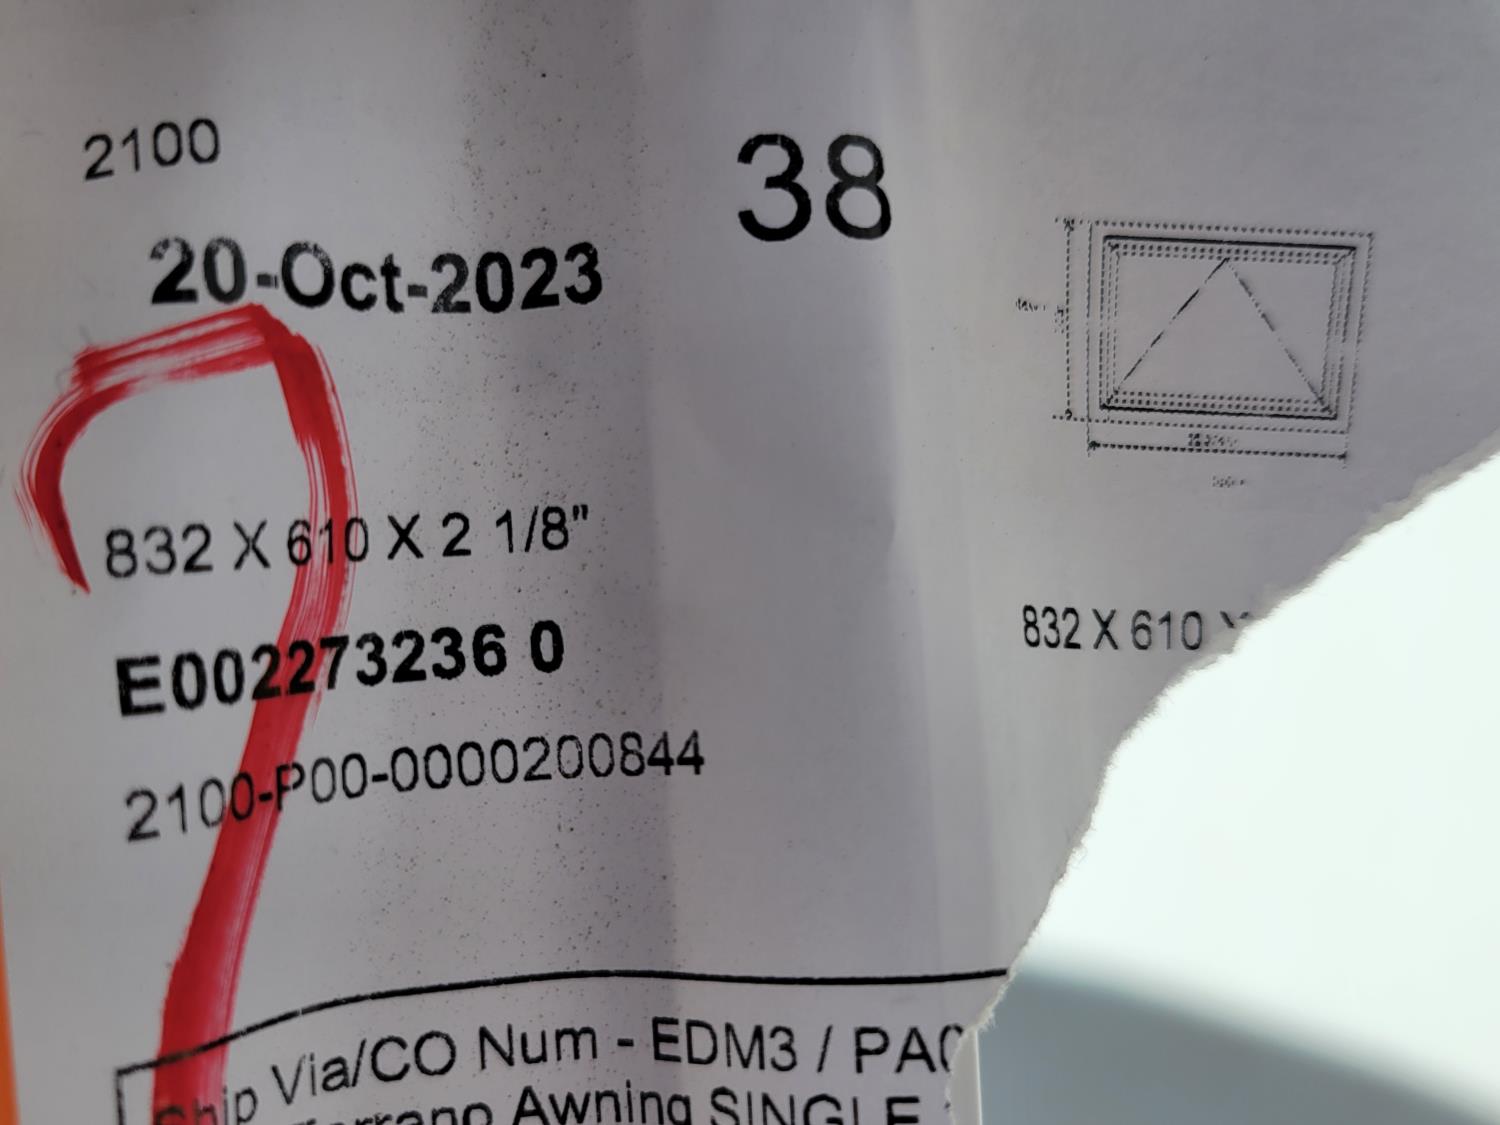 2100
38
20-Oct-2023
832 X 610 X 2 1/8"
832 X 610
E002273236 0
2100-P00-0000200844
Ship Via/CO Num - EDM3 / PA
Awning SINGLE